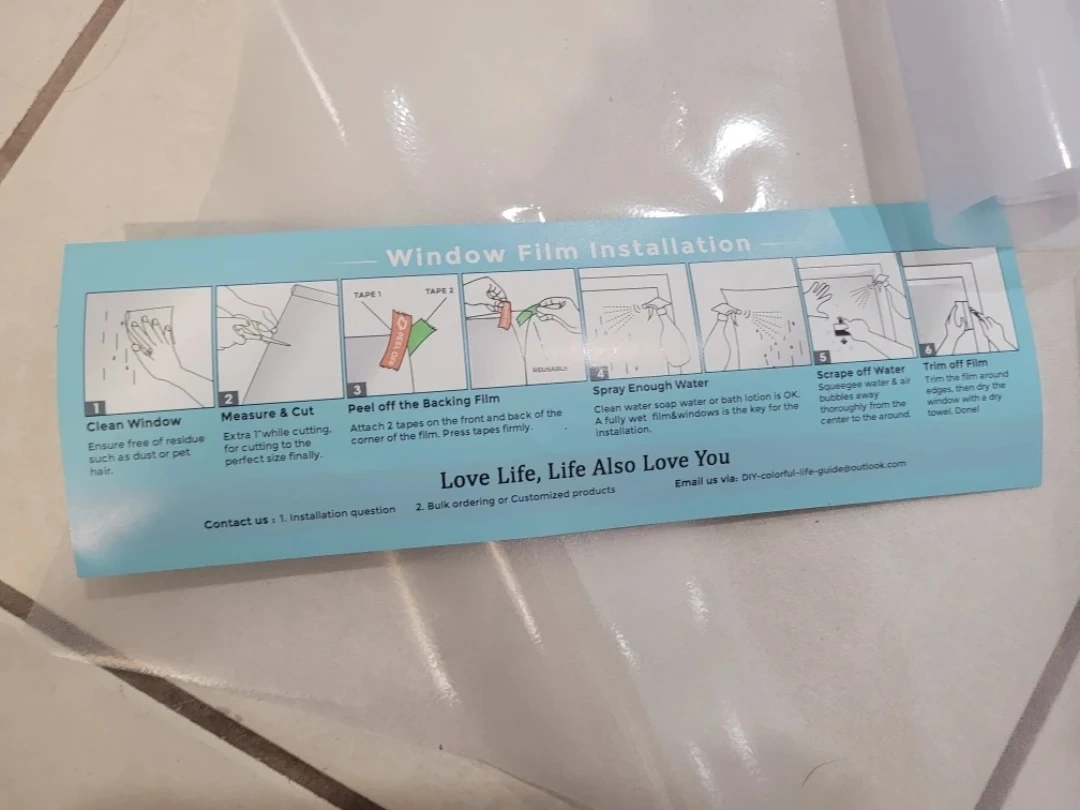 Window Film Installation
TAPE 1
TAPE 2
PEEL OFF
REUSABLE
1
Clean Window
Ensure free of residue
such as dust or pet
hair.
2
Measure & Cut
Extra 1"while cutting,
for cutting to the
perfect size finally.
3
Peel off the Backing Film
Attach 2 tapes on the front and back of the
corner of the film. Press tapes firmly.
4
Spray Enough Water
Clean water soap water or bath lotion is OK.
A fully wet film&windows is the key for the
installation.
5
Scrape off Water
Squeegee water & air
bubbles away
thoroughly from the
center to the around.
6
Trim off Film
Trim the film around
edges, then dry the
window with a dry
towel. Done!
Love Life, Life Also Love You
Contact us : 1. Installation question 2. Bulk ordering or Customized products Email us via: DIY-colorful-life-guide@outlook.com